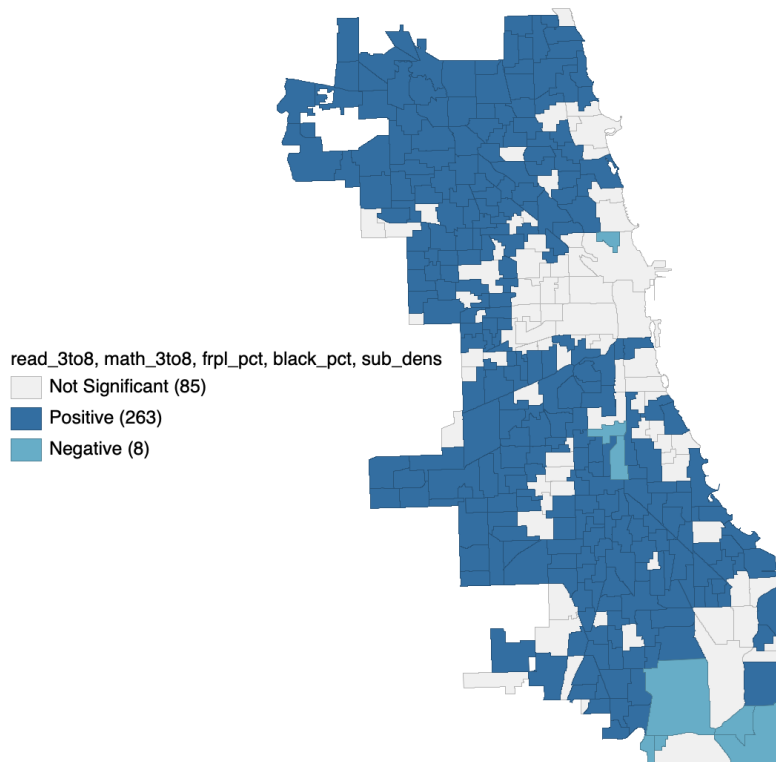 read_3to8, math_3to8, frpl_pct, black_pct, sub_dens
Not Significant (85)
Positive (263)
Negative (8)